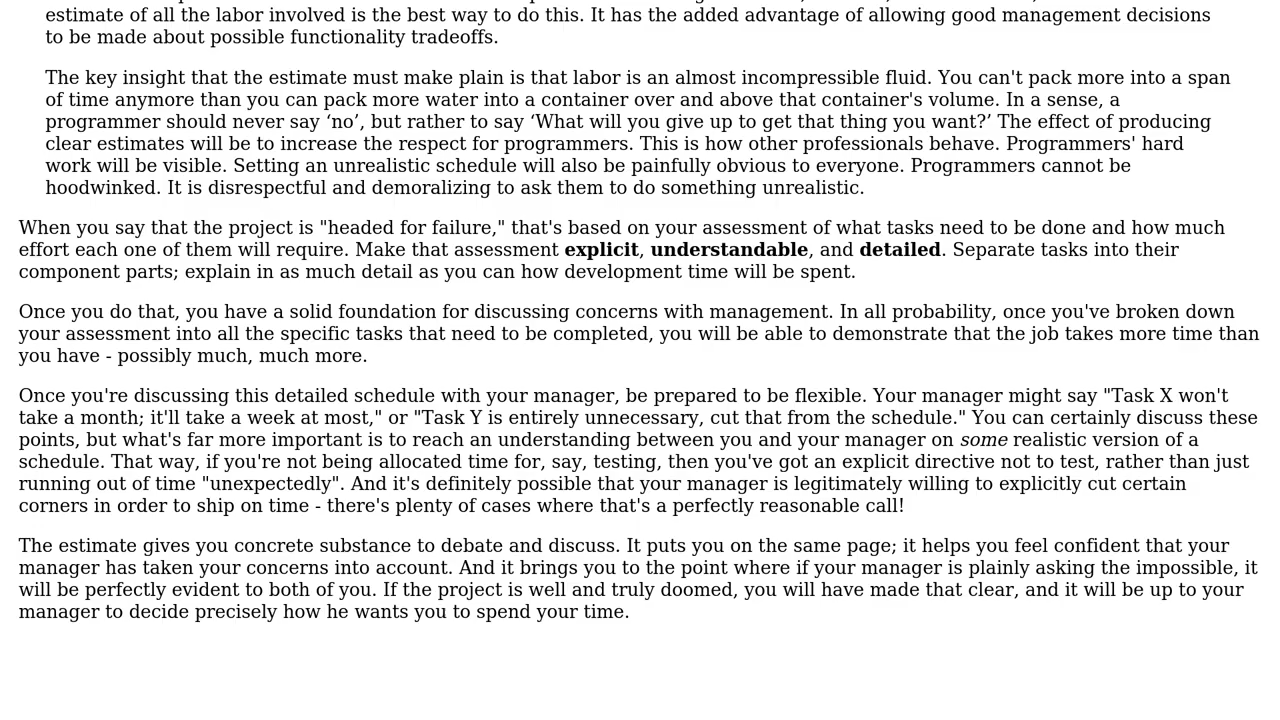 estimate of all the labor involved is the best way to do this. It has the added advantage of allowing good management decisions
to be made about possible functionality tradeoffs.
The key insight that the estimate must make plain is that labor is an almost incompressible fluid. You can't pack more into a span
of time anymore than you can pack more water into a container over and above that container's volume. In a sense, a
programmer should never say ‘no’, but rather to say ‘What will you give up to get that thing you want?’ The effect of producing
clear estimates will be to increase the respect for programmers. This is how other professionals behave. Programmers' hard
work will be visible. Setting an unrealistic schedule will also be painfully obvious to everyone. Programmers cannot be
hoodwinked. It is disrespectful and demoralizing to ask them to do something unrealistic.
When you say that the project is "headed for failure," that's based on your assessment of what tasks need to be done and how much
effort each one of them will require. Make that assessment explicit, understandable, and detailed. Separate tasks into their
component parts; explain in as much detail as you can how development time will be spent.
Once you do that, you have a solid foundation for discussing concerns with management. In all probability, once you've broken down
your assessment into all the specific tasks that need to be completed, you will be able to demonstrate that the job takes more time than
you have - possibly much, much more.
Once you're discussing this detailed schedule with your manager, be prepared to be flexible. Your manager might say "Task X won't
take a month; it'll take a week at most," or "Task Y is entirely unnecessary, cut that from the schedule." You can certainly discuss these
points, but what's far more important is to reach an understanding between you and your manager on some realistic version of a
schedule. That way, if you're not being allocated time for, say, testing, then you've got an explicit directive not to test, rather than just
running out of time "unexpectedly". And it's definitely possible that your manager is legitimately willing to explicitly cut certain
corners in order to ship on time - there's plenty of cases where that's a perfectly reasonable call!
The estimate gives you concrete substance to debate and discuss. It puts you on the same page; it helps you feel confident that your
manager has taken your concerns into account. And it brings you to the point where if your manager is plainly asking the impossible, it
will be perfectly evident to both of you. If the project is well and truly doomed, you will have made that clear, and it will be up to your
manager to decide precisely how he wants you to spend your time.